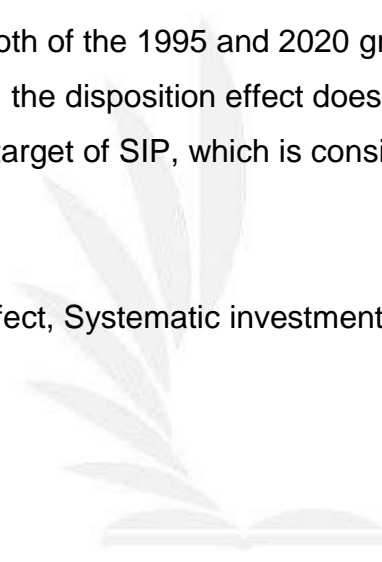 oth of the 1995 and 2020 gr
the disposition effect does
target of SIP, which is consi
fect, Systematic investment